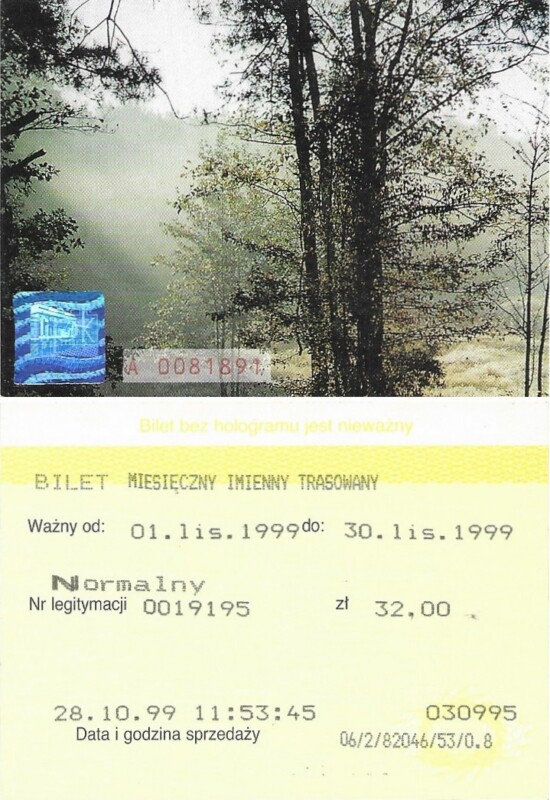 A 0081891
Bilet bez hologramu jest nieważny
BILET MIESIĘCZNY IMIENNY TRASOWANY
Ważny od: 01.lis.1999 do: 30.lis.1999
Normalny
Nr legitymacji 0019195 zł 32,00
28.10.99 11:53:45 030995
Data i godzina sprzedaży 06/2/82046/53/0.8